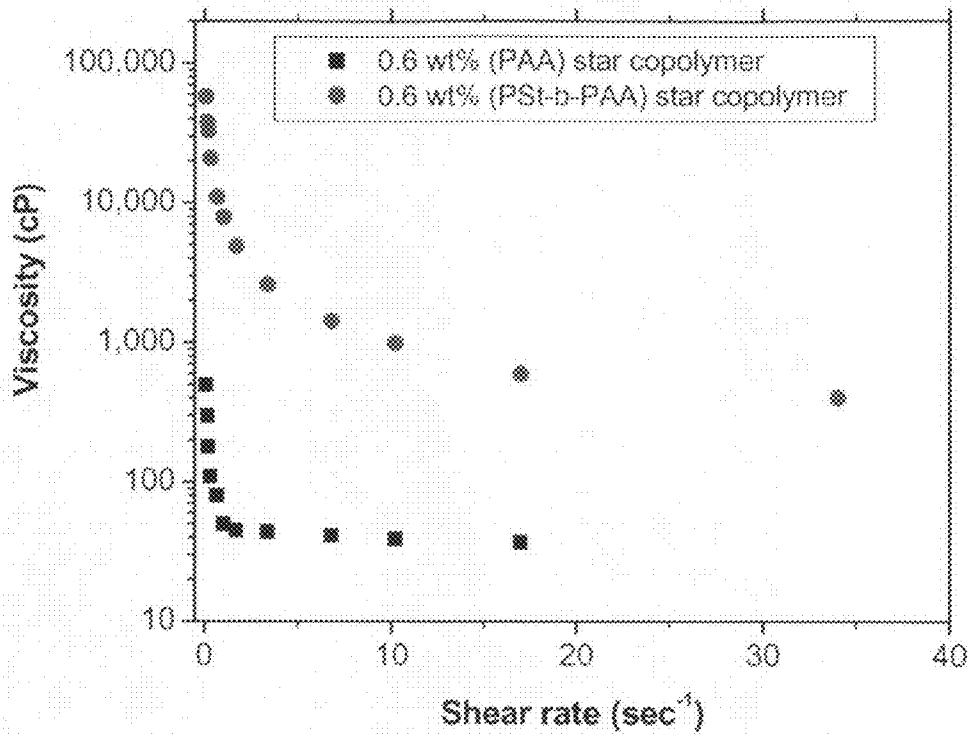 100,000
0.6 wt% (PAA) star copolymer
0.6 wt% (PSt-b-PAA) star copolymer
10,000
Viscosity (cP)
1,000
100
10
0 10 20 30 40
Shear rate (sec⁻¹)